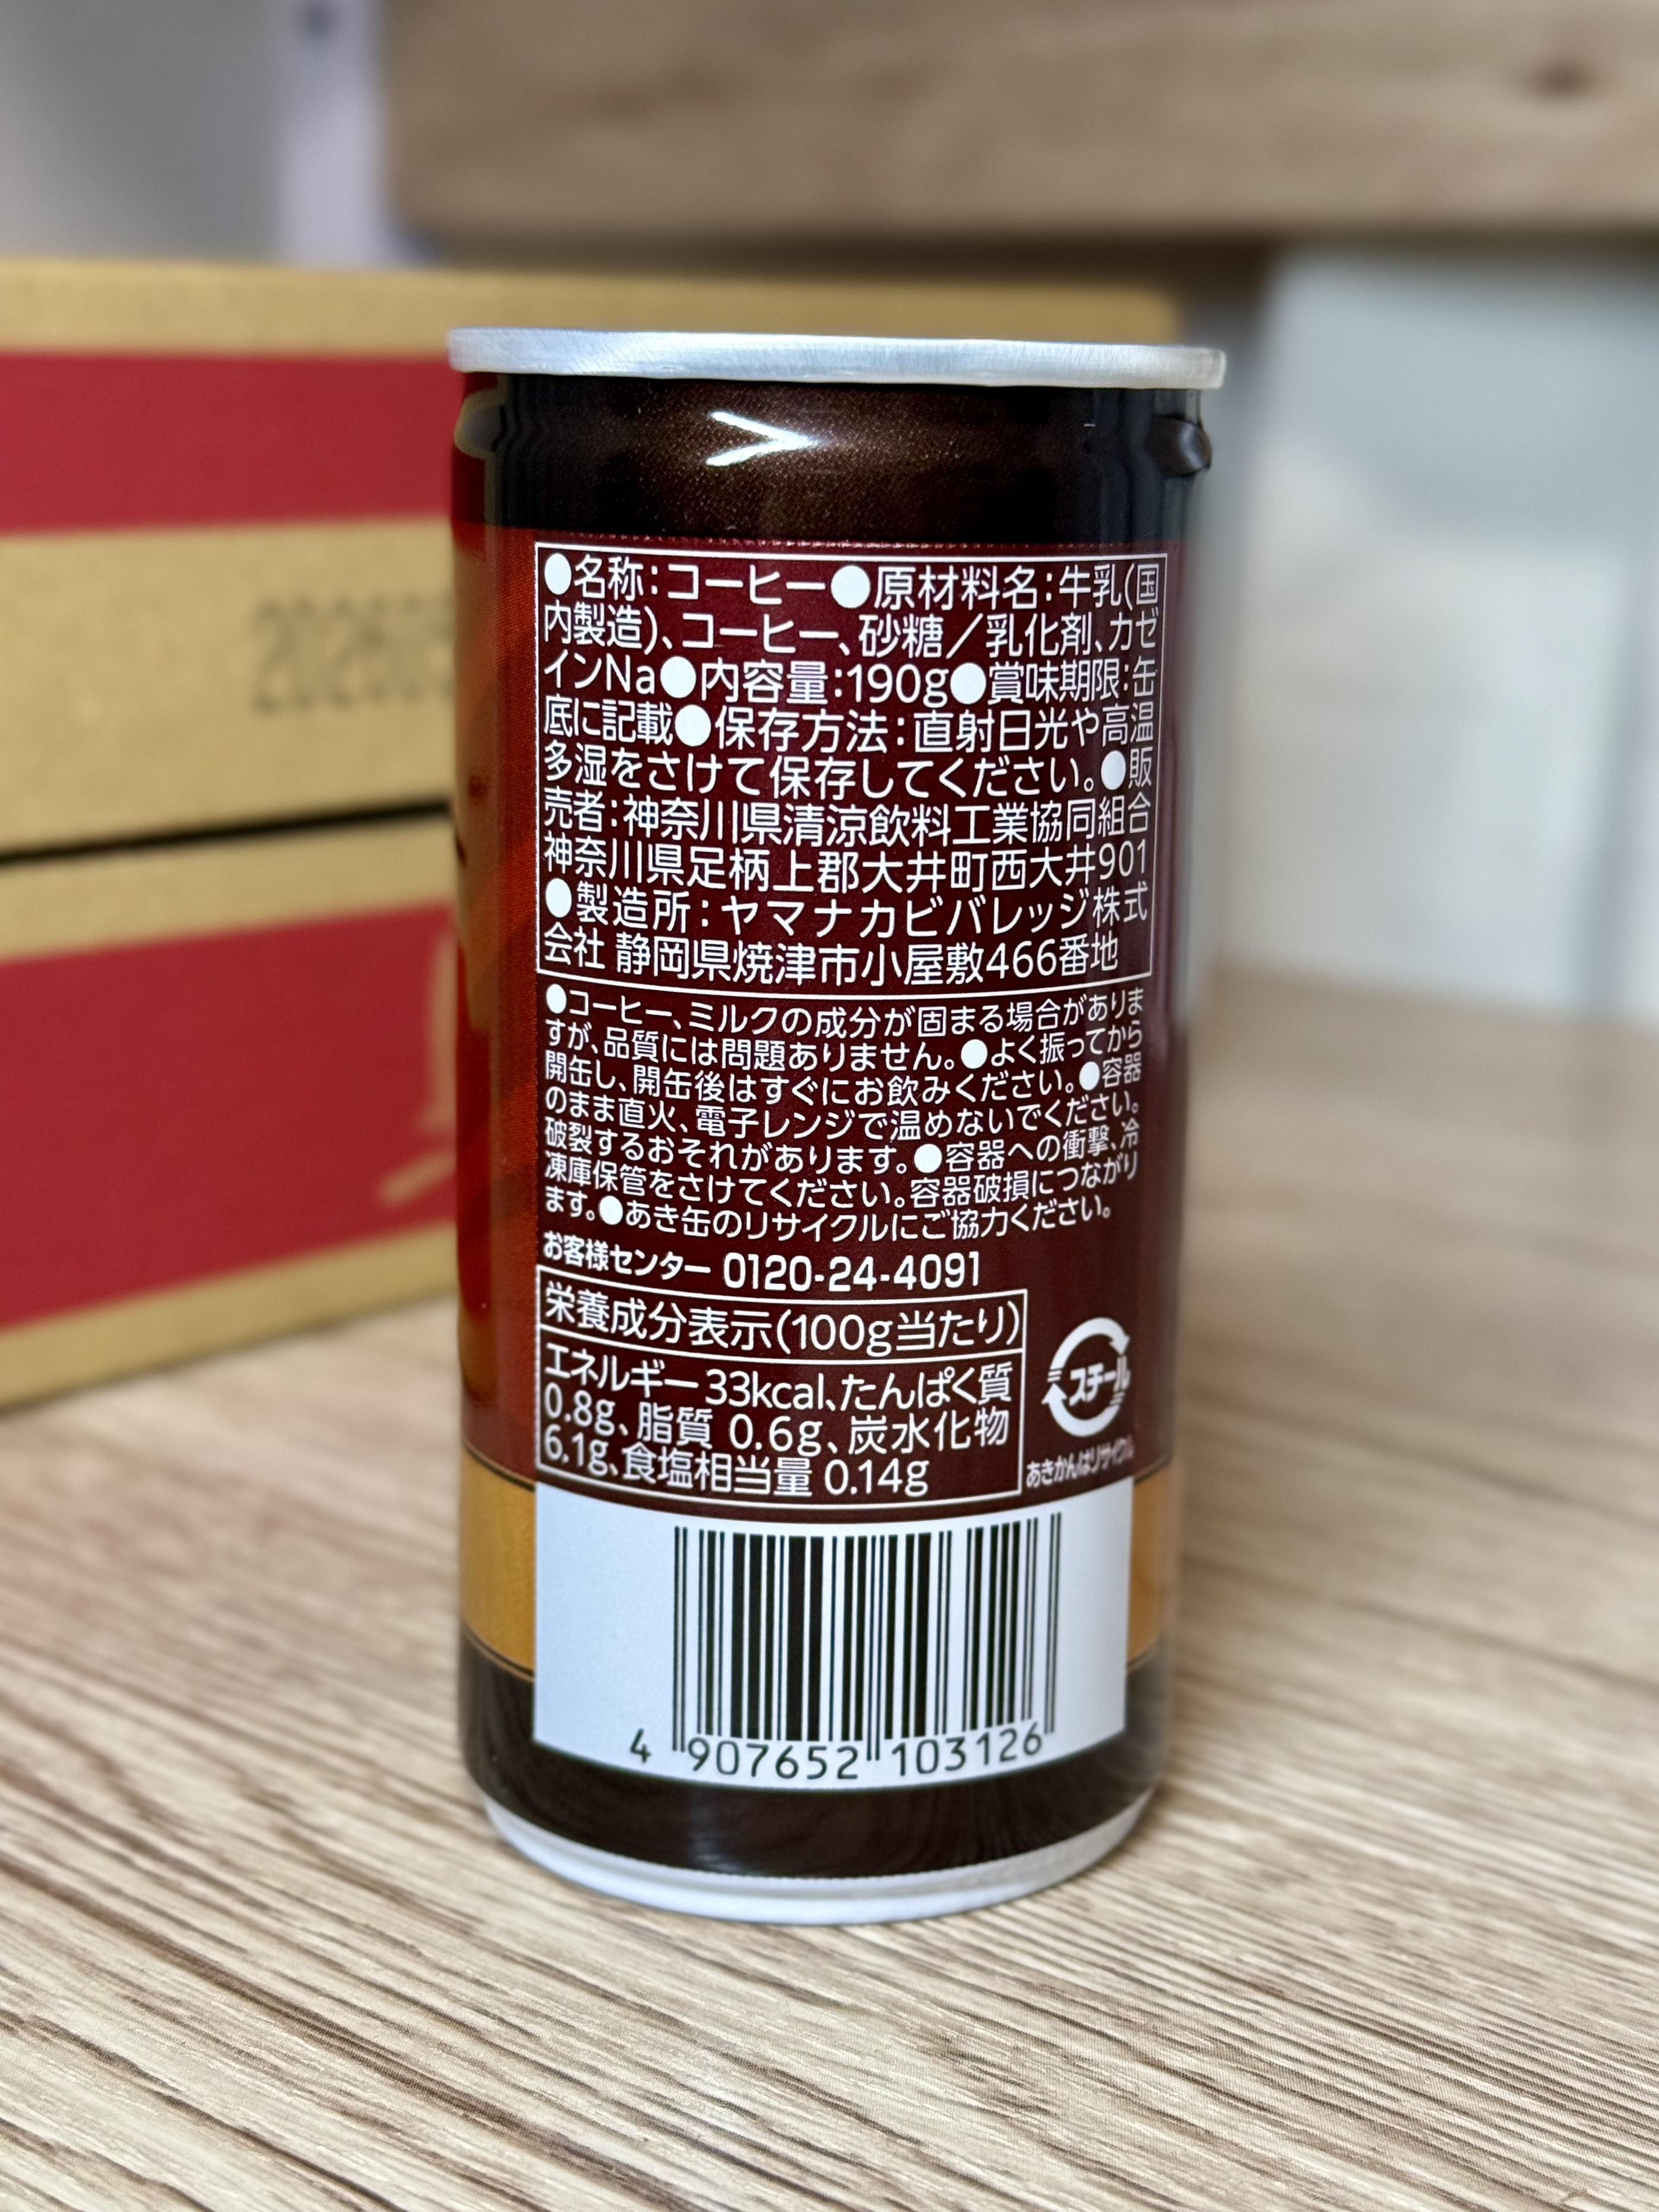 ●名称：コーヒー●原材料名：牛乳(国
内製造)、コーヒー、砂糖／乳化剤、カゼ
インNa●内容量：190g●賞味期限：缶
底に記載●保存方法：直射日光や高温
多湿をさけて保存してください。●販
売者：神奈川県清涼飲料工業協同組合
神奈川県足柄上郡大井町西大井901
●製造所：ヤマナカビバレッジ株式
会社 静岡県焼津市小屋敷466番地
●コーヒー、ミルクの成分が固まる場合がありま
すが、品質には問題ありません。●よく振ってから
開缶し、開缶後はすぐにお飲みください。●容器
のまま直火、電子レンジで温めないでください。
破裂するおそれがあります。●容器への衝撃、冷
凍庫保管をさけてください。容器破損につながり
ます。●あき缶のリサイクルにご協力ください。
お客様センター 0120-24-4091
栄養成分表示(100g当たり)
エネルギー 33kcal、たんぱく質
0.8g、脂質 0.6g、炭水化物
6.1g、食塩相当量 0.14g
スチール
あきかんはリサイクル
4 907652 103126